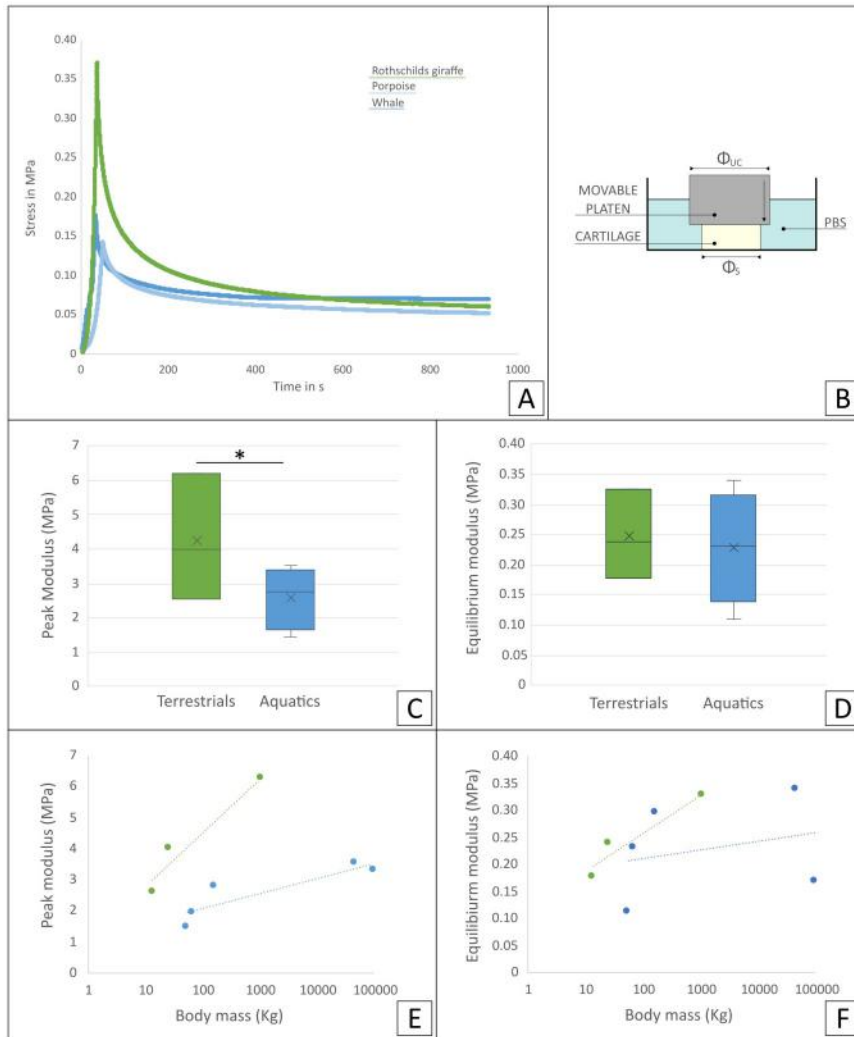 0.40
0.35
0.30
0.25
0.20
0.15
0.10
0.05
0
Stress in MPa
0 200 400 600 800 1000
Time in s
Rothschilds giraffe
Porpoise
Whale
A
ΦUC
MOVABLE
PLATEN
CARTILAGE
PBS
ΦS
B
7
6
5
4
3
2
1
0
Peak Modulus (MPa)
*
Terrestrials Aquatics
C
0.40
0.35
0.30
0.25
0.20
0.15
0.10
0.05
0
Equilibrium modulus (MPa)
Terrestrials Aquatics
D
7
6
5
4
3
2
1
0
Peak modulus (MPa)
1 10 100 1000 10000 100000
Body mass (Kg)
E
0.40
0.35
0.30
0.25
0.20
0.15
0.10
0.05
0
Equilibiurm modulus (MPa)
1 10 100 1000 10000 100000
Body mass (Kg)
F